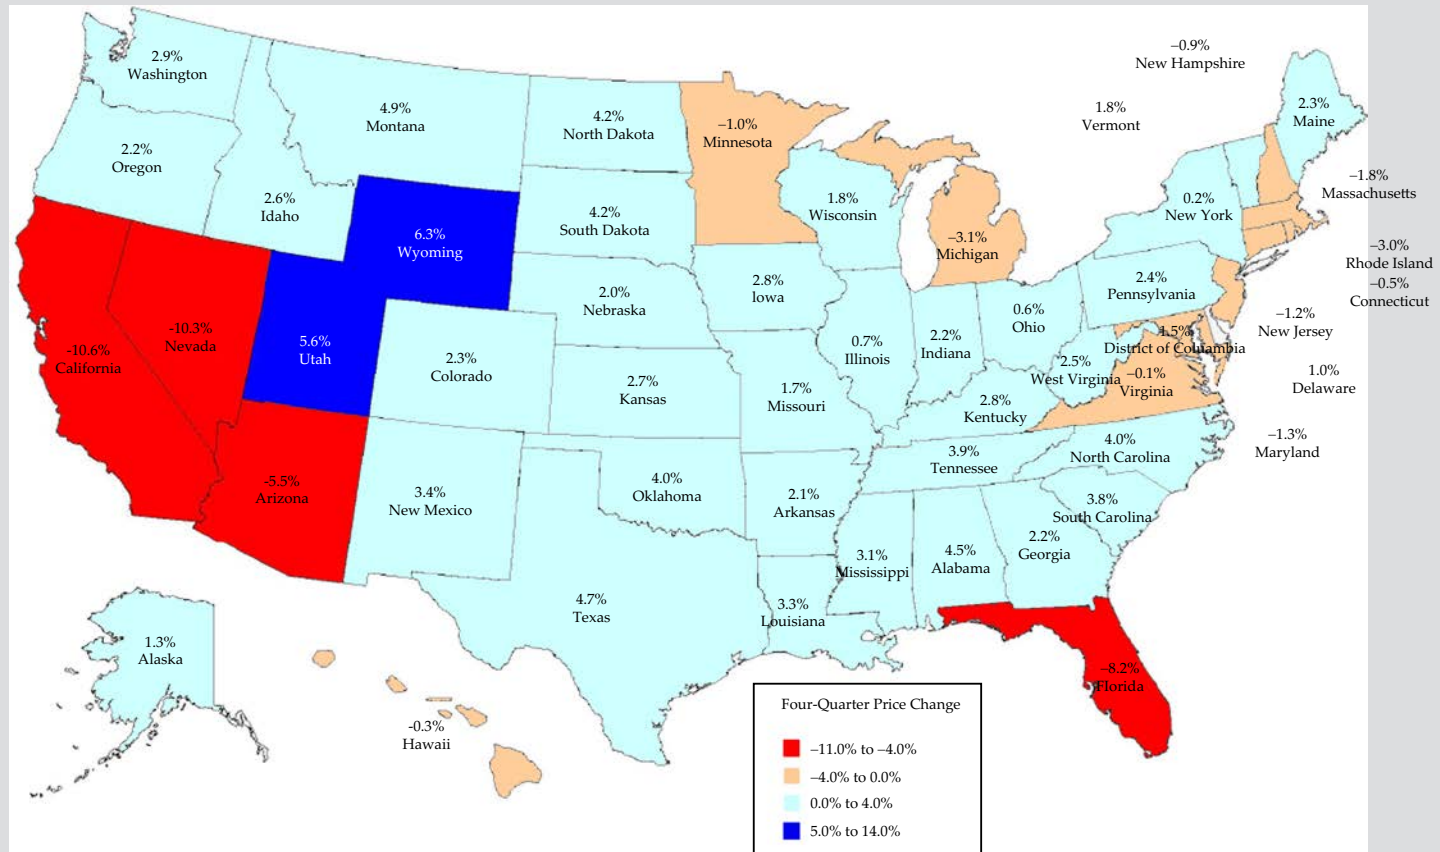 2.9%
Washington
2.2%
Oregon
2.6%
Idaho
4.9%
Montana
4.2%
North Dakota
–1.0%
Minnesota
–0.9%
New Hampshire
1.8%
Vermont
2.3%
Maine
–1.8%
Massachusetts
0.2%
New York
–3.0%
Rhode Island
–0.5%
Connecticut
–1.2%
New Jersey
1.0%
Delaware
–1.3%
Maryland
6.3%
Wyoming
4.2%
South Dakota
1.8%
Wisconsin
–3.1%
Michigan
2.4%
Pennsylvania
-10.6%
California
-10.3%
Nevada
5.6%
Utah
2.3%
Colorado
2.0%
Nebraska
2.8%
Iowa
0.7%
Illinois
2.2%
Indiana
0.6%
Ohio
2.5%
West Virginia
1.5%
District of Columbia
–0.1%
Virginia
2.7%
Kansas
1.7%
Missouri
2.8%
Kentucky
-5.5%
Arizona
3.4%
New Mexico
4.0%
Oklahoma
2.1%
Arkansas
3.9%
Tennessee
4.0%
North Carolina
3.8%
South Carolina
2.2%
Georgia
4.5%
Alabama
3.1%
Mississippi
3.3%
Louisiana
4.7%
Texas
–8.2%
Florida
1.3%
Alaska
-0.3%
Hawaii
Four-Quarter Price Change
–11.0% to –4.0%
–4.0% to 0.0%
0.0% to 4.0%
5.0% to 14.0%